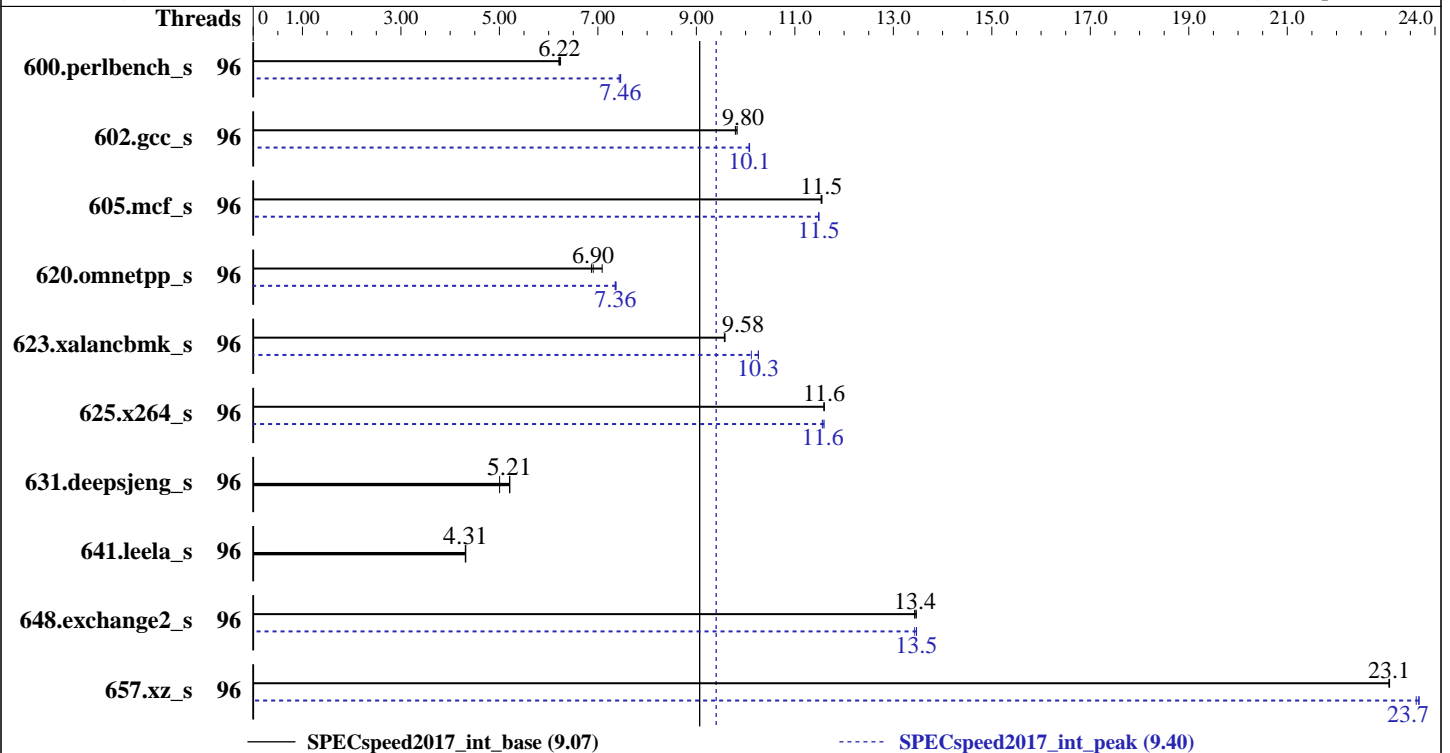 Threads 0 1.00 3.00 5.00 7.00 9.00 11.0 13.0 15.0 17.0 19.0 21.0 24.0
6.22
600.perlbench_s 96
7.46
9.80
602.gcc_s 96
10.1
11.5
605.mcf_s 96
11.5
6.90
620.omnetpp_s 96
7.36
9.58
623.xalancbmk_s 96
10.3
11.6
625.x264_s 96
11.6
5.21
631.deepsjeng_s 96
4.31
641.leela_s 96
13.4
648.exchange2_s 96
13.5
23.1
657.xz_s 96
23.7
SPECspeed2017_int_base (9.07) SPECspeed2017_int_peak (9.40)